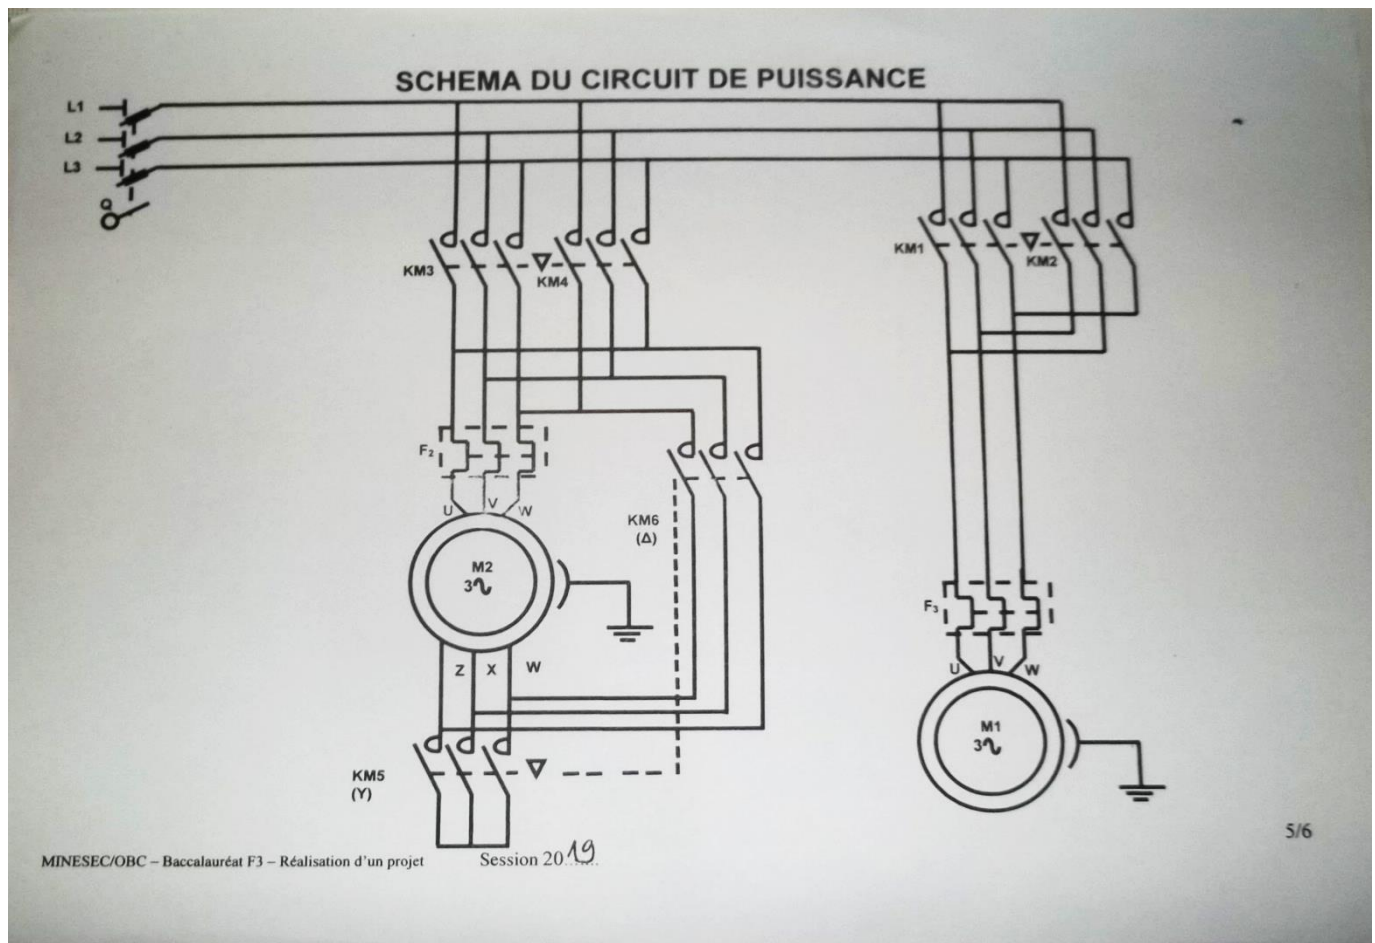 SCHEMA DU CIRCUIT DE PUISSANCE
L1
L2
L3
Q
KM3
KM4
KM1
KM2
F2
U
V
W
KM6
(Δ)
M2
3~
Z
X
W
F3
U
V
W
M1
3~
KM5
(Y)
5/6
MINESEC/OBC – Baccalauréat F3 – Réalisation d'un projet
Session 2019